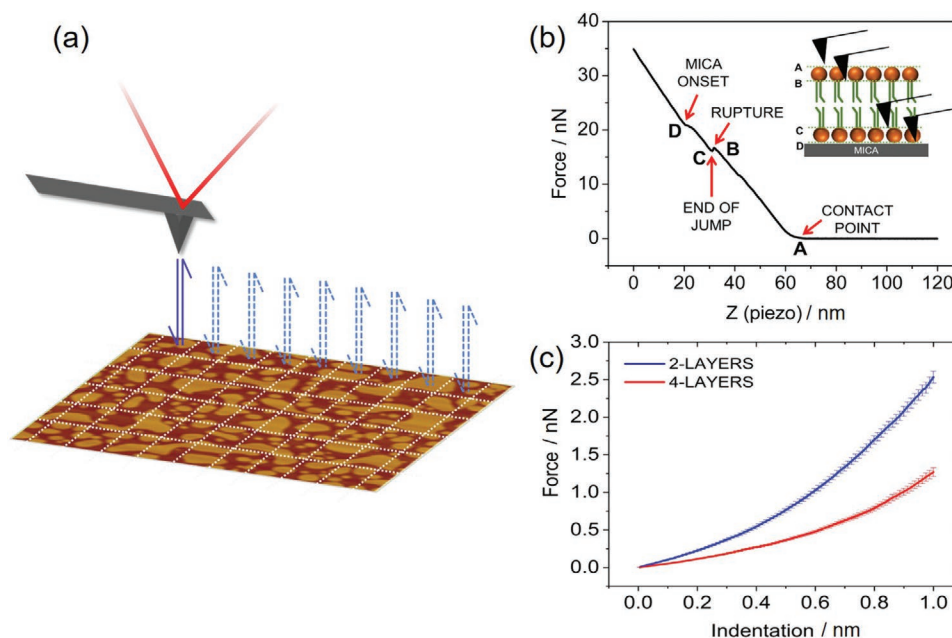 (a)
(b)
40
30
20
10
0
Force / nN
0 20 40 60 80 100 120
Z (piezo) / nm
MICA
ONSET
RUPTURE
D
C
B
END OF
JUMP
CONTACT
POINT
A
A
B
C
D
MICA
(c)
3.0
2.5
2.0
1.5
1.0
0.5
0.0
Force / nN
2-LAYERS
4-LAYERS
0.0 0.2 0.4 0.6 0.8 1.0
Indentation / nm